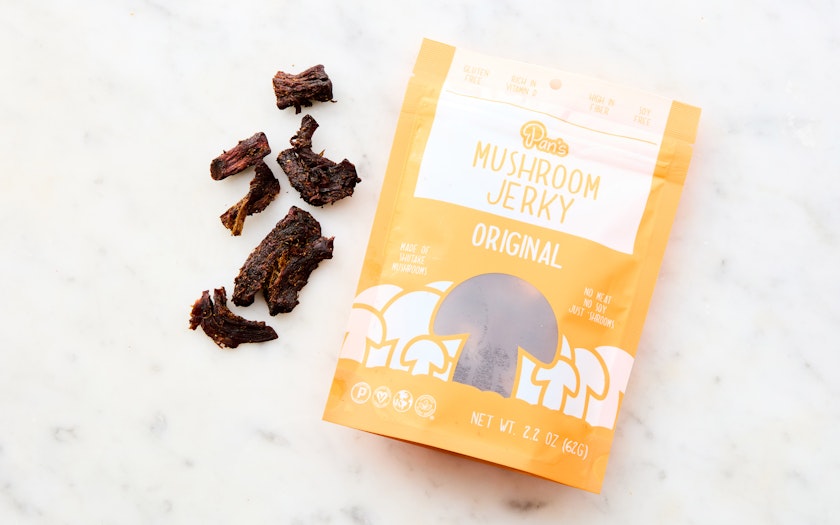 GLUTEN
FREE
RICH IN
VITAMIN D
HIGH IN
FIBER
SOY
FREE
Pan's
MUSHROOM
JERKY
ORIGINAL
MADE OF
SHIITAKE
MUSHROOMS
NO MEAT
NO SOY
JUST SHROOMS
NET WT. 2.2 OZ (62G)